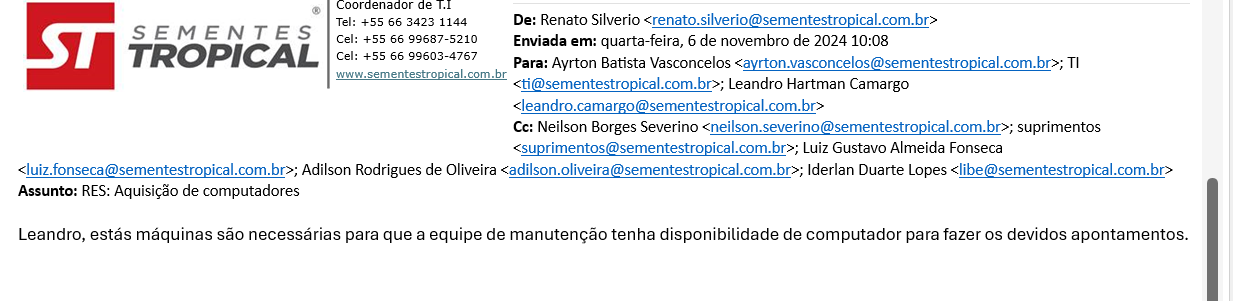 ST SEMENTES
TROPICAL
®
Coordenador de T.I
Tel: +55 66 3423 1144
Cel: +55 66 99687-5210
Cel: +55 66 99603-4767
www.sementestropical.com.br
De: Renato Silverio <renato.silverio@sementestropical.com.br>
Enviada em: quarta-feira, 6 de novembro de 2024 10:08
Para: Ayrton Batista Vasconcelos <ayrton.vasconcelos@sementestropical.com.br>; TI
<ti@sementestropical.com.br>; Leandro Hartman Camargo
<leandro.camargo@sementestropical.com.br>
Cc: Neilson Borges Severino <neilson.severino@sementestropical.com.br>; suprimentos
<suprimentos@sementestropical.com.br>; Luiz Gustavo Almeida Fonseca
<luiz.fonseca@sementestropical.com.br>; Adilson Rodrigues de Oliveira <adilson.oliveira@sementestropical.com.br>; Iderlan Duarte Lopes <libe@sementestropical.com.br>
Assunto: RES: Aquisição de computadores
Leandro, estás máquinas são necessárias para que a equipe de manutenção tenha disponibilidade de computador para fazer os devidos apontamentos.